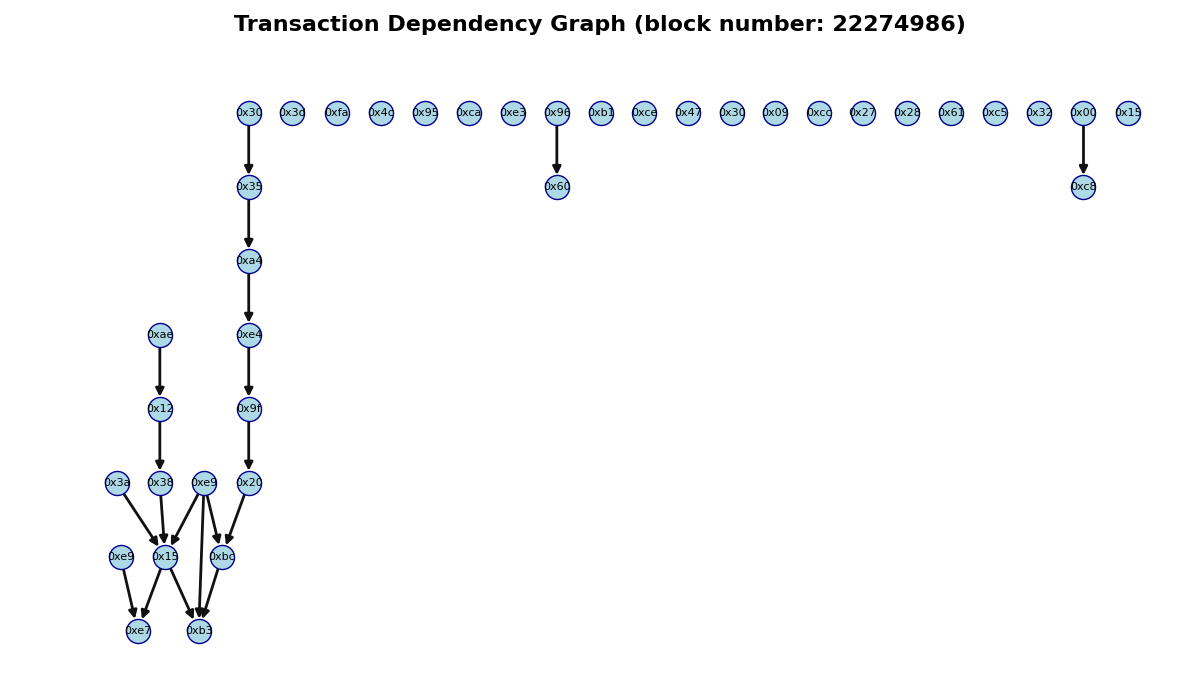 Transaction Dependency Graph (block number: 22274986)
0x30 0x3d 0xfa 0x4c 0x95 0xca 0xe3 0x96 0xb1 0xce 0x47 0x30 0x09 0xcc 0x27 0x28 0x61 0xc5 0x32 0x00 0x15
0x35 0x60 0xc8
0xa4
0xae 0xe4
0x12 0x9f
0x3a 0x38 0xe9 0x20
0xe9 0x15 0xbc
0xe7 0xb3